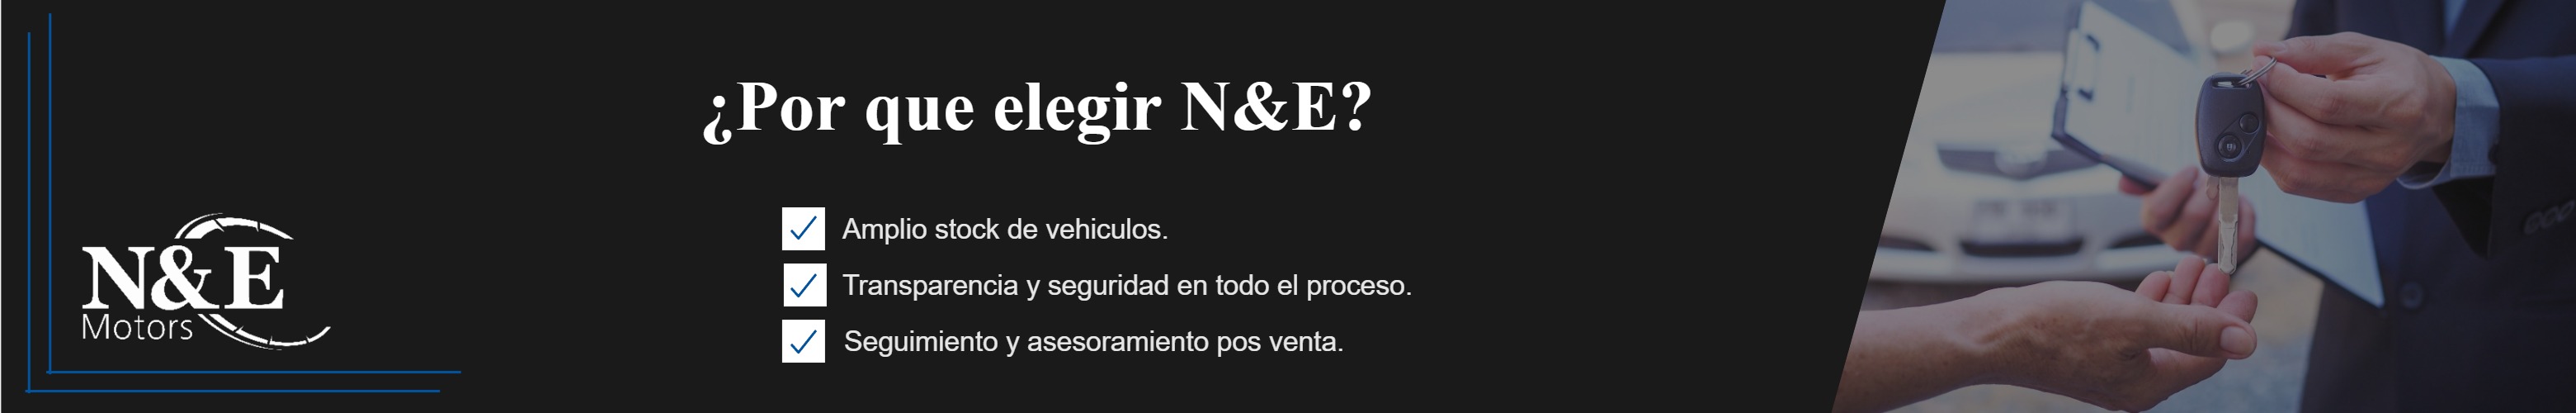 ¿Por que elegir N&E?
Amplio stock de vehiculos.
Transparencia y seguridad en todo el proceso.
Seguimiento y asesoramiento pos venta.
N&E
Motors